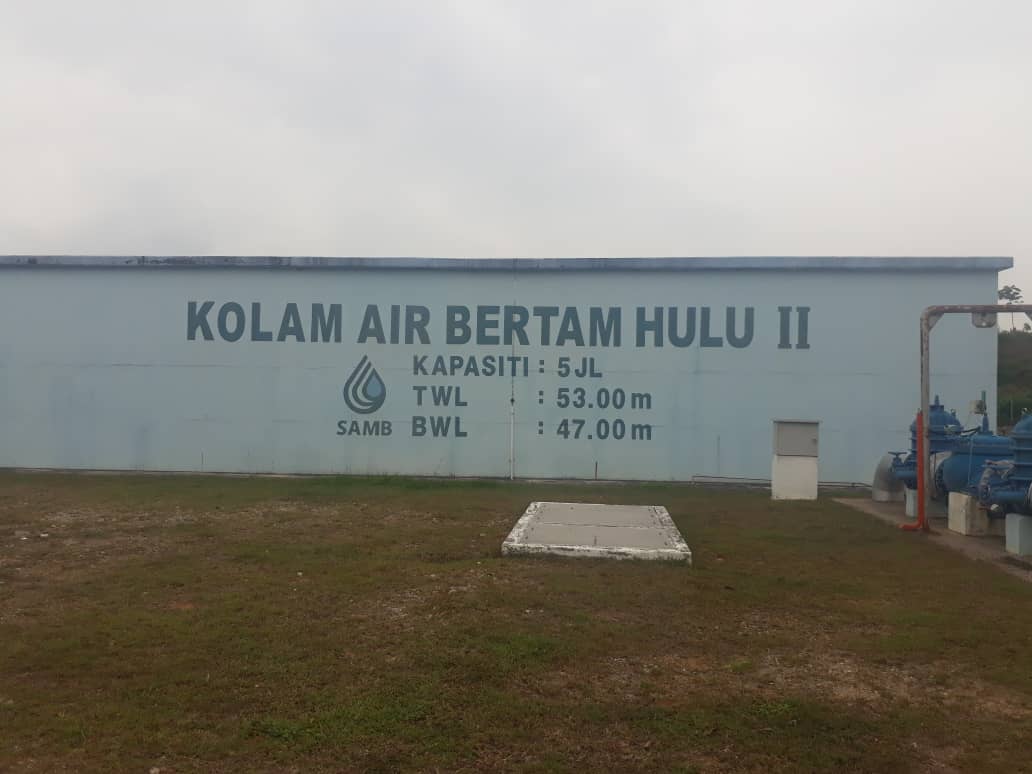 KOLAM AIR BERTAM HULU II
KAPASITI : 5JL
TWL : 53.00m
BWL : 47.00m
SAMB